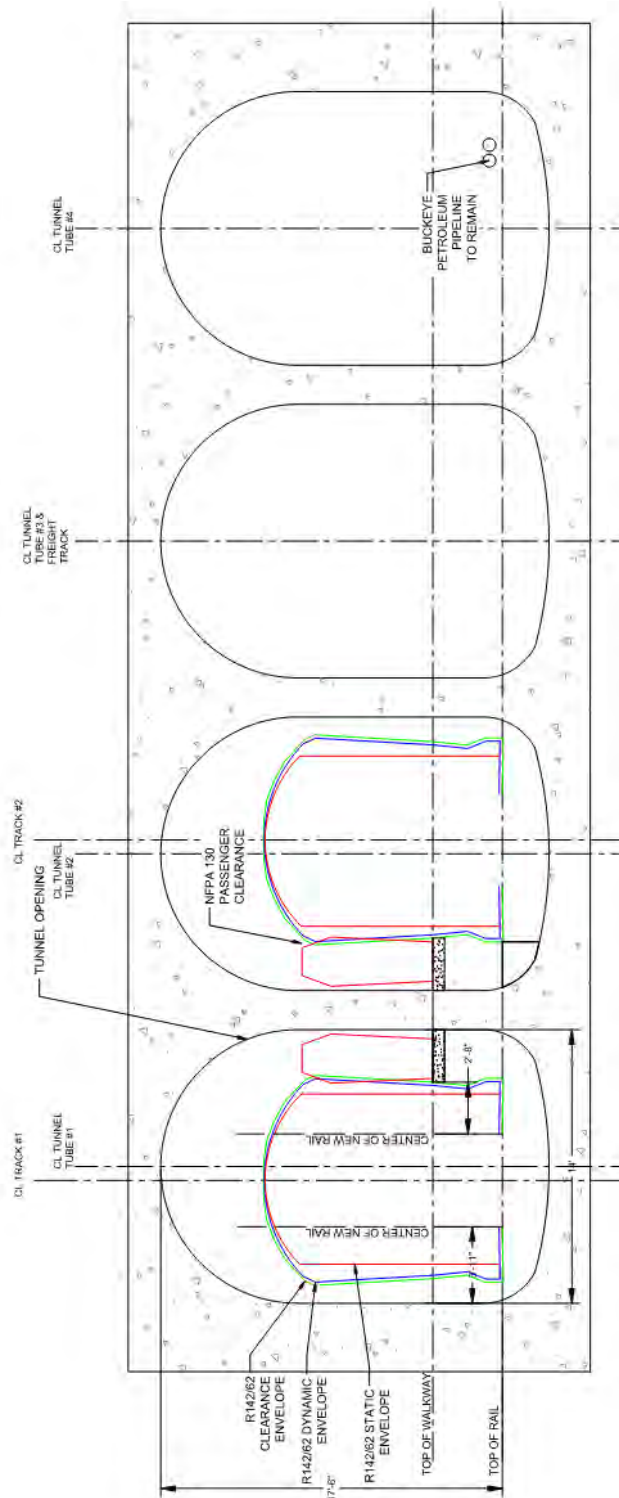 CL TRACK #1
CL TUNNEL
TUBE #1
TUNNEL OPENING
CL TRACK #2
CL TUNNEL
TUBE #2
CL TUNNEL
TUBE #3 &
FREIGHT
TRACK
CL TUNNEL
TUBE #4
NFPA 130
PASSENGER
CLEARANCE
R142/62
CLEARANCE
ENVELOPE
R142/62 DYNAMIC
ENVELOPE
R142/62 STATIC
ENVELOPE
TOP OF WALKWAY
TOP OF RAIL
CENTER OF NEW RAIL
CENTER OF NEW RAIL
2'-8"
14'
BUCKEYE
PETROLEUM
PIPELINE
TO REMAIN